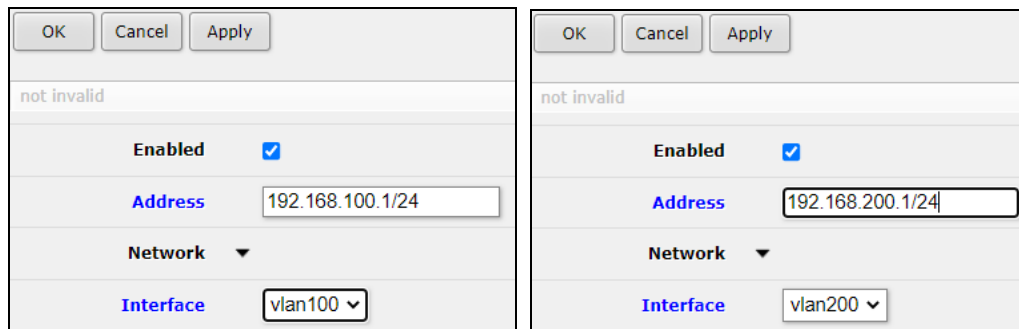 OK Cancel Apply
not invalid
Enabled
Address 192.168.100.1/24
Network
Interface vlan100
OK Cancel Apply
not invalid
Enabled
Address 192.168.200.1/24
Network
Interface vlan200